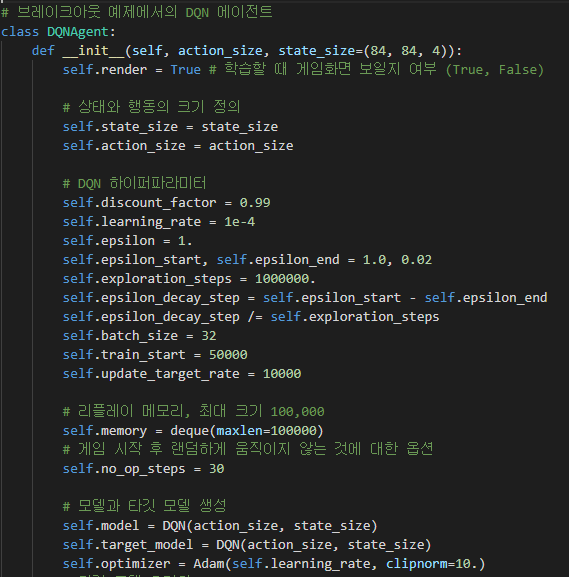 # 브레이크아웃 예제에서의 DQN 에이전트
class DQNAgent:
    def __init__(self, action_size, state_size=(84, 84, 4)):
        self.render = True # 학습할 때 게임화면 보일지 여부 (True, False)

        # 상태와 행동의 크기 정의
        self.state_size = state_size
        self.action_size = action_size

        # DQN 하이퍼파라미터
        self.discount_factor = 0.99
        self.learning_rate = 1e-4
        self.epsilon = 1.
        self.epsilon_start, self.epsilon_end = 1.0, 0.02
        self.exploration_steps = 1000000.
        self.epsilon_decay_step = self.epsilon_start - self.epsilon_end
        self.epsilon_decay_step /= self.exploration_steps
        self.batch_size = 32
        self.train_start = 50000
        self.update_target_rate = 10000

        # 리플레이 메모리, 최대 크기 100,000
        self.memory = deque(maxlen=100000)
        # 게임 시작 후 랜덤하게 움직이지 않는 것에 대한 옵션
        self.no_op_steps = 30

        # 모델과 타깃 모델 생성
        self.model = DQN(action_size, state_size)
        self.target_model = DQN(action_size, state_size)
        self.optimizer = Adam(self.learning_rate, clipnorm=10.)